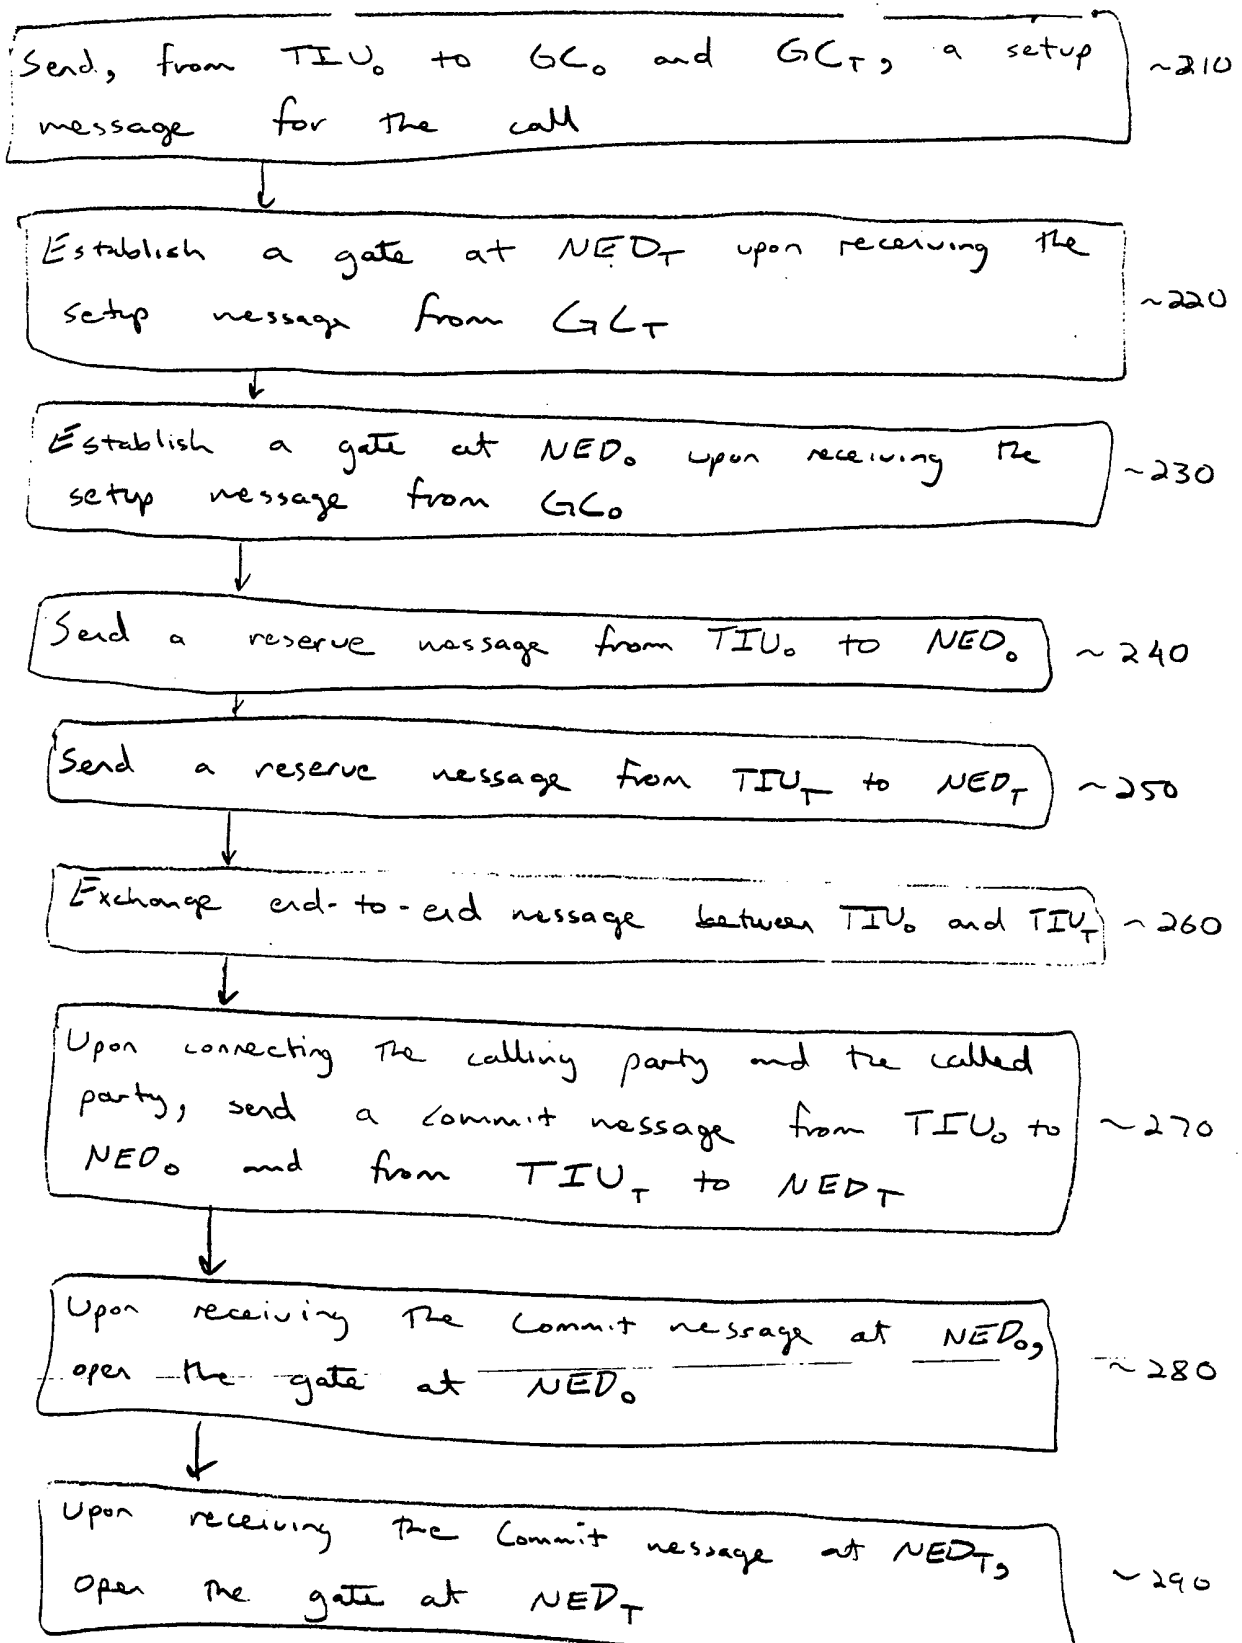 Send, from TIU₀ to GC₀ and GC_T, a setup ~210
message for the call
Establish a gate at NED_T upon receiving the
setup message from GC_T ~220
Establish a gate at NED₀ upon receiving the
setup message from GC₀ ~230
Send a reserve message from TIU₀ to NED₀ ~240
Send a reserve message from TIU_T to NED_T ~250
Exchange end-to-end message between TIU₀ and TIU_T ~260
Upon connecting the calling party and the called
party, send a commit message from TIU₀ to ~270
NED₀ and from TIU_T to NED_T
Upon receiving the Commit message at NED₀,
open the gate at NED₀ ~280
Upon receiving the Commit message at NED_T,
open the gate at NED_T ~290